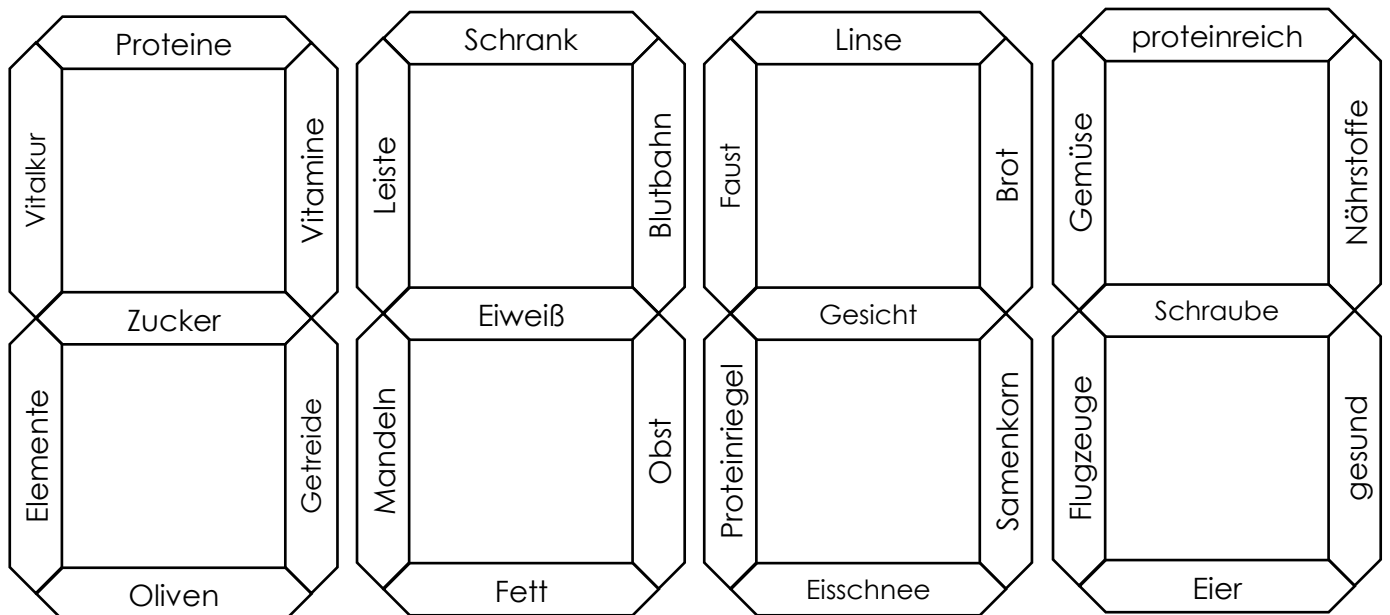 Proteine
Vitalkur
Vitamine
Zucker
Elemente
Getreide
Oliven
Schrank
Leiste
Blutbahn
Eiweiß
Mandeln
Obst
Fett
Linse
Faust
Brot
Gesicht
Proteinriegel
Samenkorn
Eisschnee
proteinreich
Gemüse
Nährstoffe
Schraube
Flugzeuge
gesund
Eier